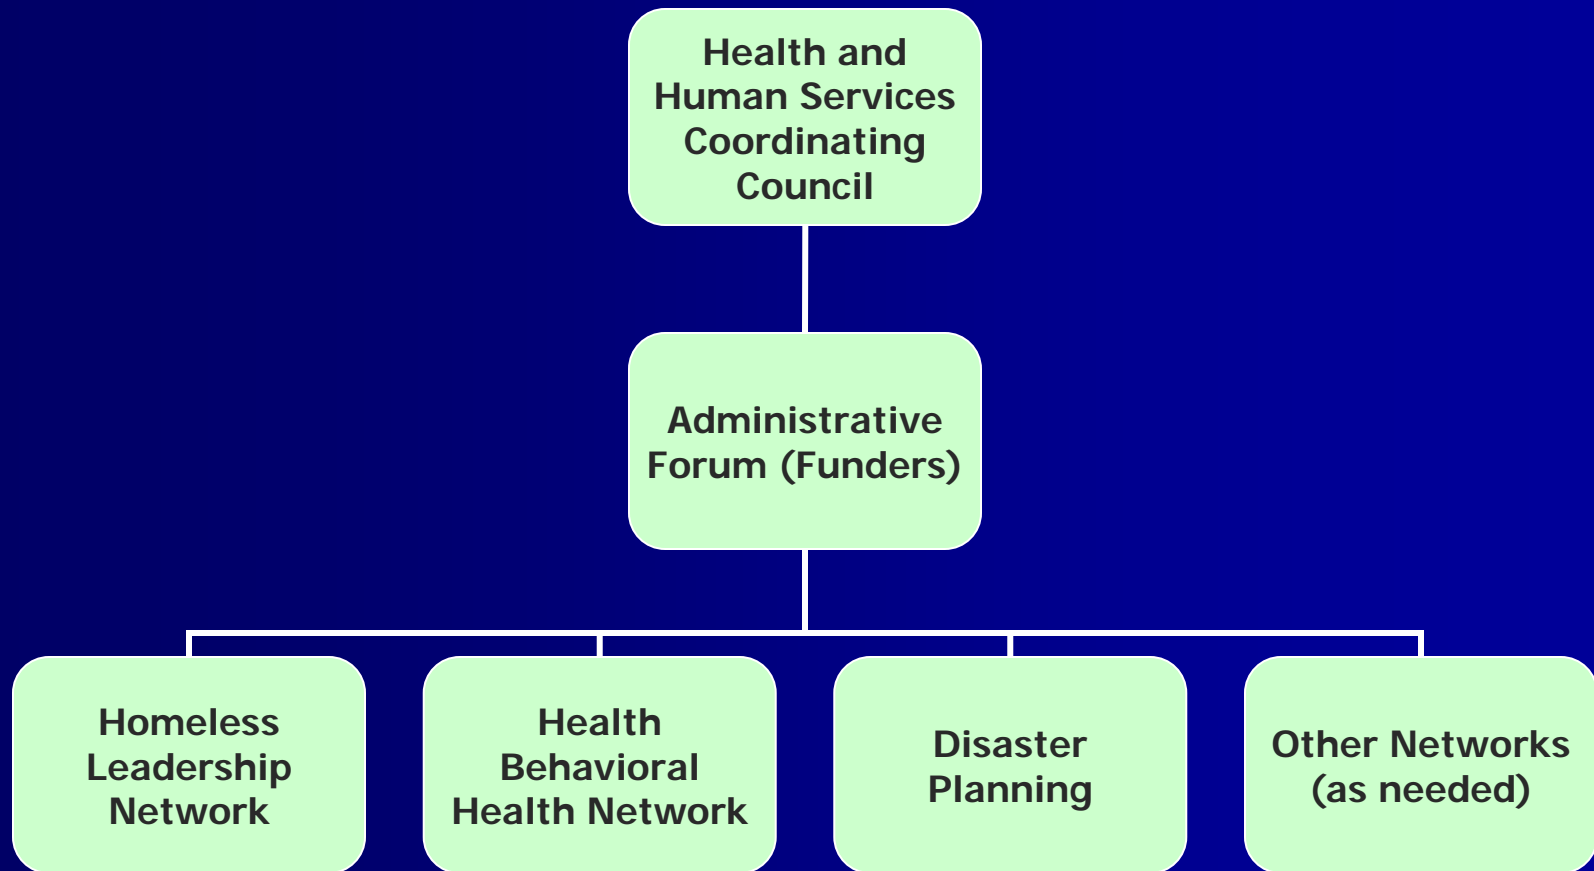 Health and
Human Services
Coordinating
Council
Administrative
Forum (Funders)
Homeless
Leadership
Network
Health
Behavioral
Health Network
Disaster
Planning
Other Networks
(as needed)